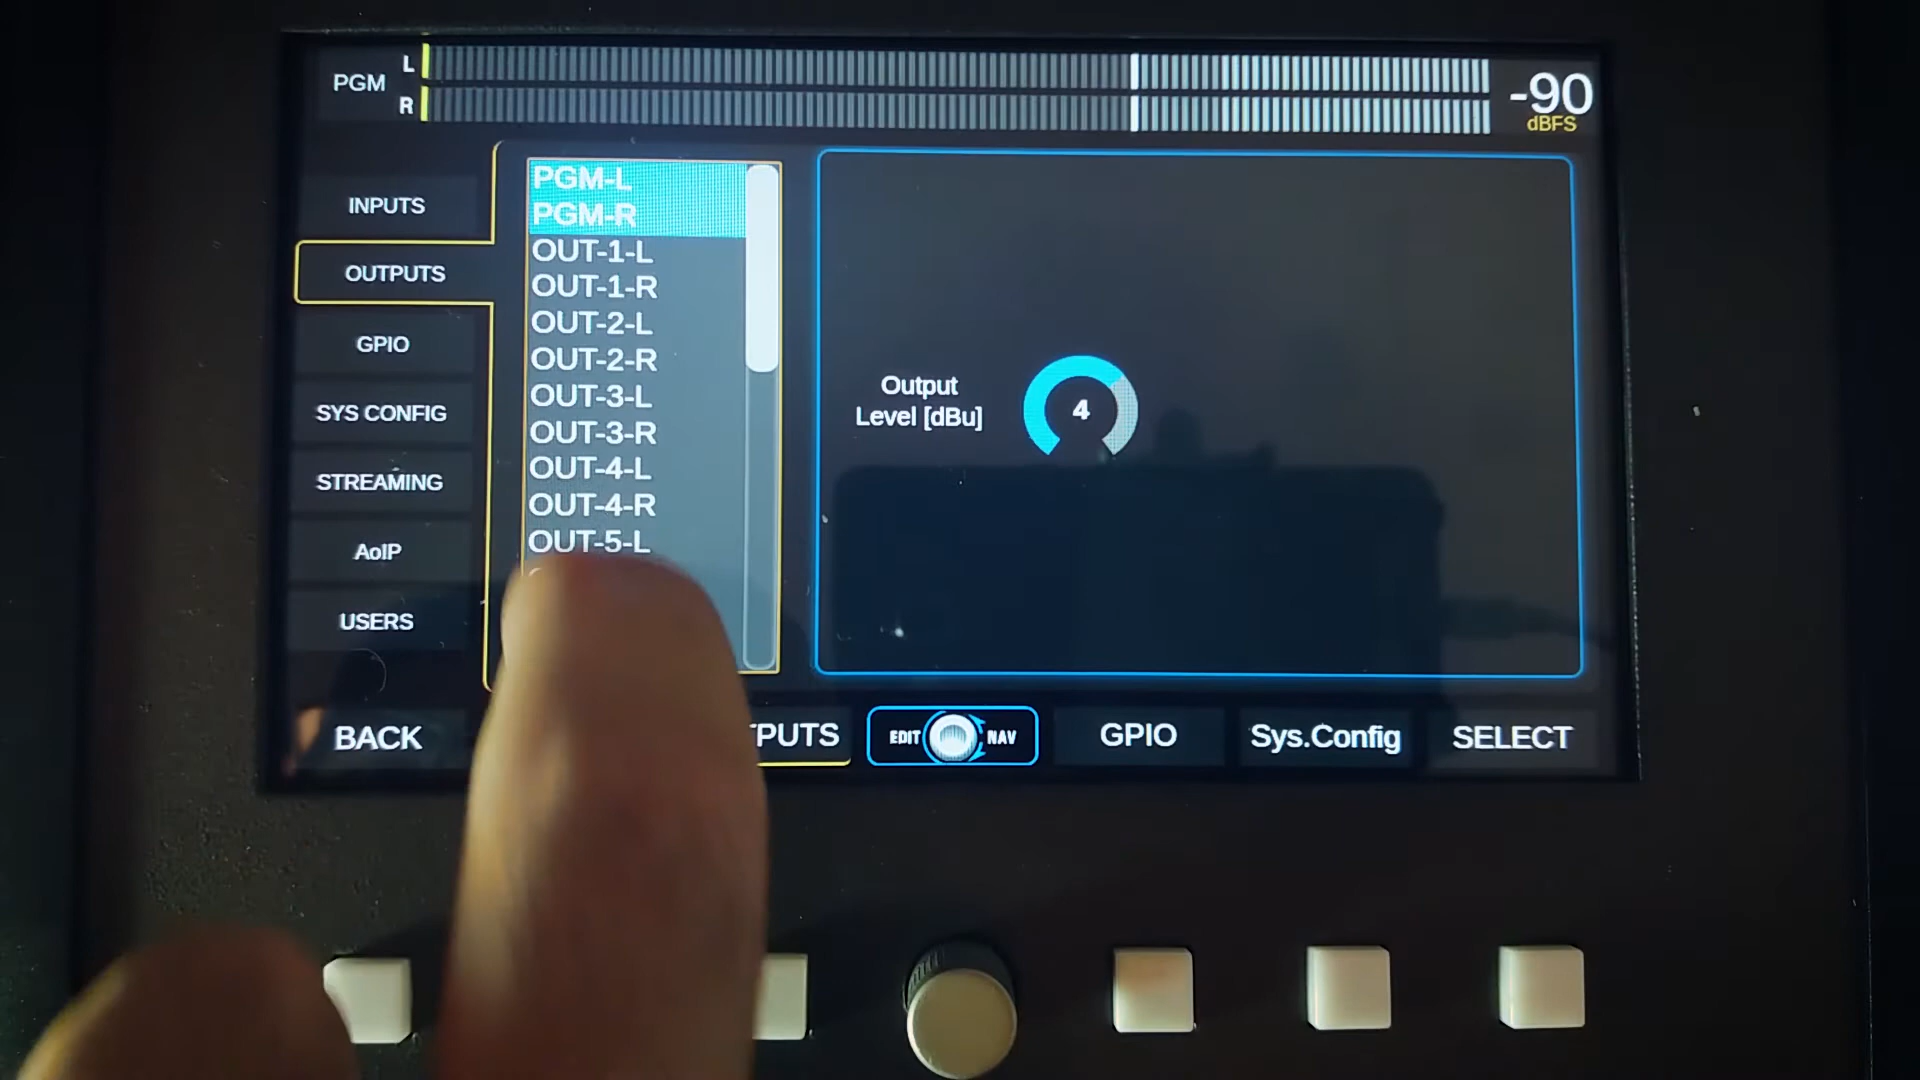 PGM
L
R
-90
dBFS
INPUTS
OUTPUTS
GPIO
SYS CONFIG
STREAMING
AoIP
USERS
PGM-L
PGM-R
OUT-1-L
OUT-1-R
OUT-2-L
OUT-2-R
OUT-3-L
OUT-3-R
OUT-4-L
OUT-4-R
OUT-5-L
Output
Level [dBu]
4
BACK
EDIT
NAV
GPIO
Sys.Config
SELECT